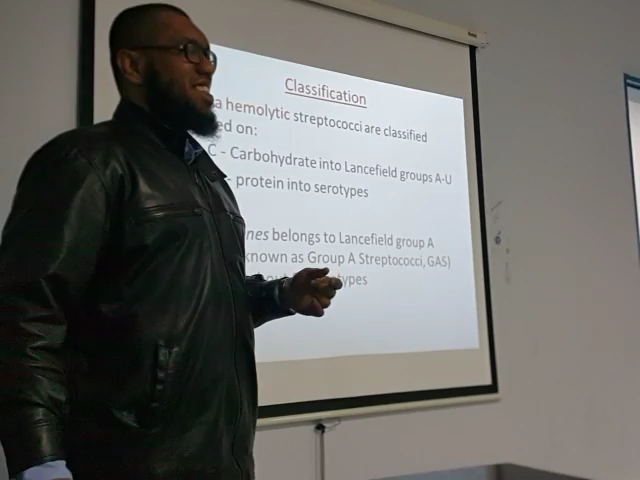 Classification
a hemolytic streptococci are classified
ed on:
C - Carbohydrate into Lancefield groups A-U
- protein into serotypes
nes belongs to Lancefield group A
known as Group A Streptococci, GAS)
types